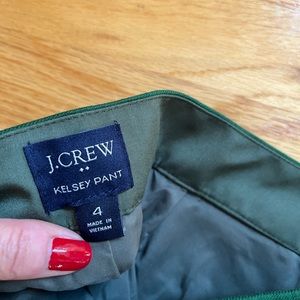 J.CREW
KELSEY PANT
4
MADE IN
VIETNAM